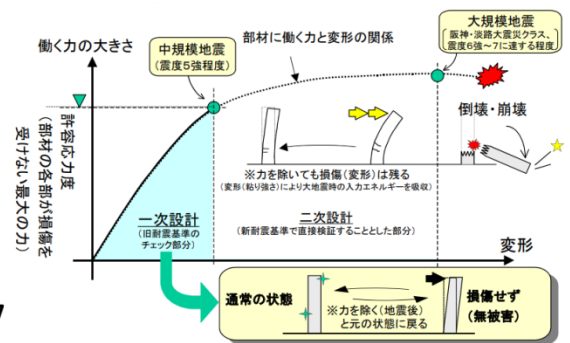 働く力の大きさ
中規模地震
(震度5強程度)
部材に働く力と変形の関係
大規模地震
阪神・淡路大震災クラス、
震度6強～7に達する程度
許容応力度
(部材の各部が損傷を
受けない最大の力)
倒壊・崩壊
※力を除いても損傷(変形)は残る
(変形(粘り強さ)により大地震時の入力エネルギーを吸収)
一次設計
(旧耐震基準の
チェック部分)
二次設計
(新耐震基準で直接検証することとした部分)
変形
通常の状態
※力を除く(地震後)
と元の状態に戻る
損傷せず
(無被害)